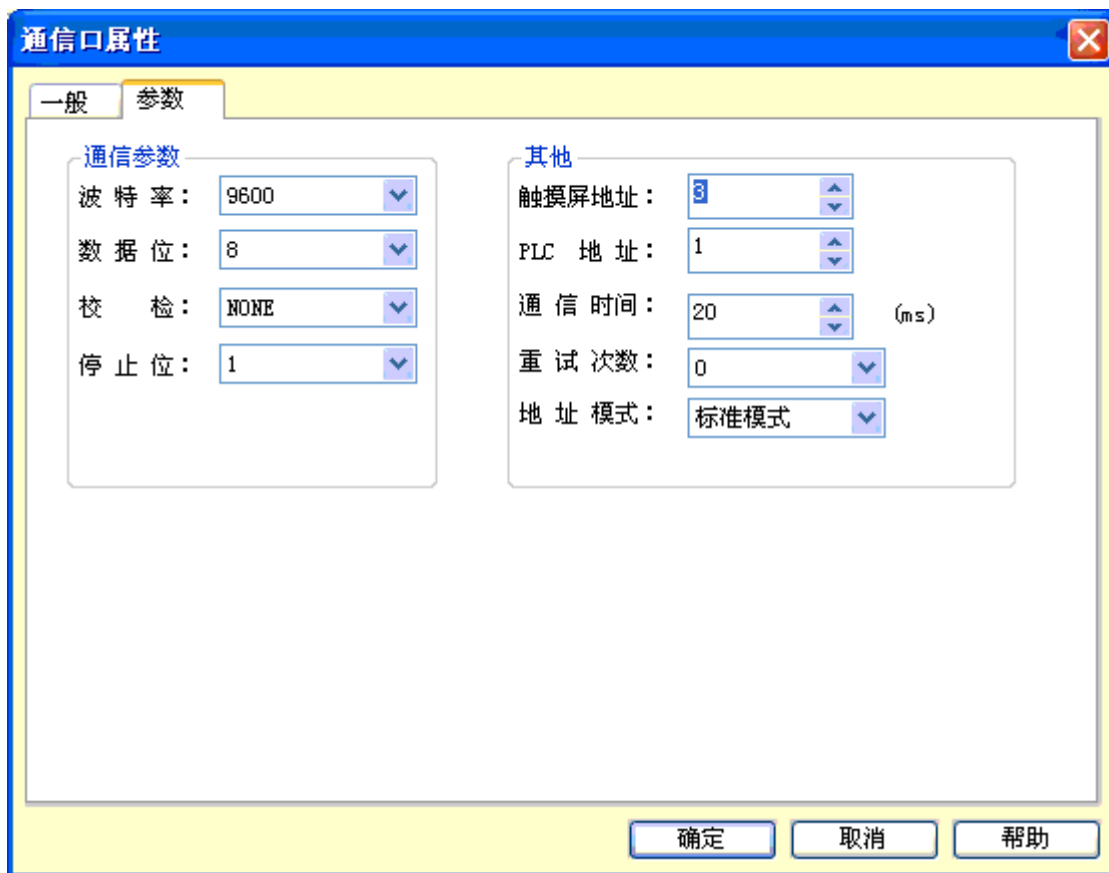 通信口属性
一般 参数
通信参数
波特率： 9600
数据位： 8
校检： NONE
停止位： 1
其他
触摸屏地址： 3
PLC 地址： 1
通信时间： 20 (ms)
重试次数： 0
地址模式： 标准模式
确定 取消 帮助